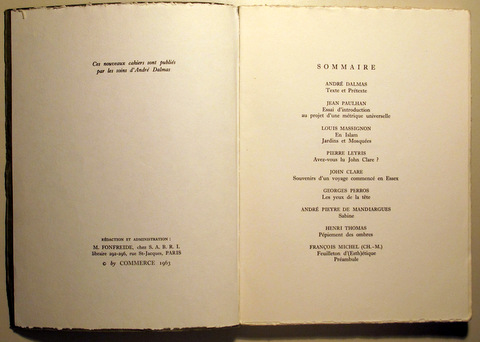 Ces nouveaux cahiers sont publiés
par les soins d'André Dalmas
RÉDACTION ET ADMINISTRATION :
M. FONFREIDE, chez S. A. B. R. I.
libraire 292-296, rue St-Jacques, PARIS
© by COMMERCE 1963
SOMMAIRE
ANDRÉ DALMAS
Texte et Prétexte
JEAN PAULHAN
Essai d'introduction
au projet d'une métrique universelle
LOUIS MASSIGNON
En Islam
Jardins et Mosquées
PIERRE LEYRIS
Avez-vous lu John Clare ?
JOHN CLARE
Souvenirs d'un voyage commencé en Essex
GEORGES PERROS
Les yeux de la tête
ANDRÉ PIEYRE DE MANDIARGUES
Sabine
HENRI THOMAS
Pépiement des ombres
FRANÇOIS MICHEL (CH.-M.)
Feuilleton d'(Esth)éttique
Préambule